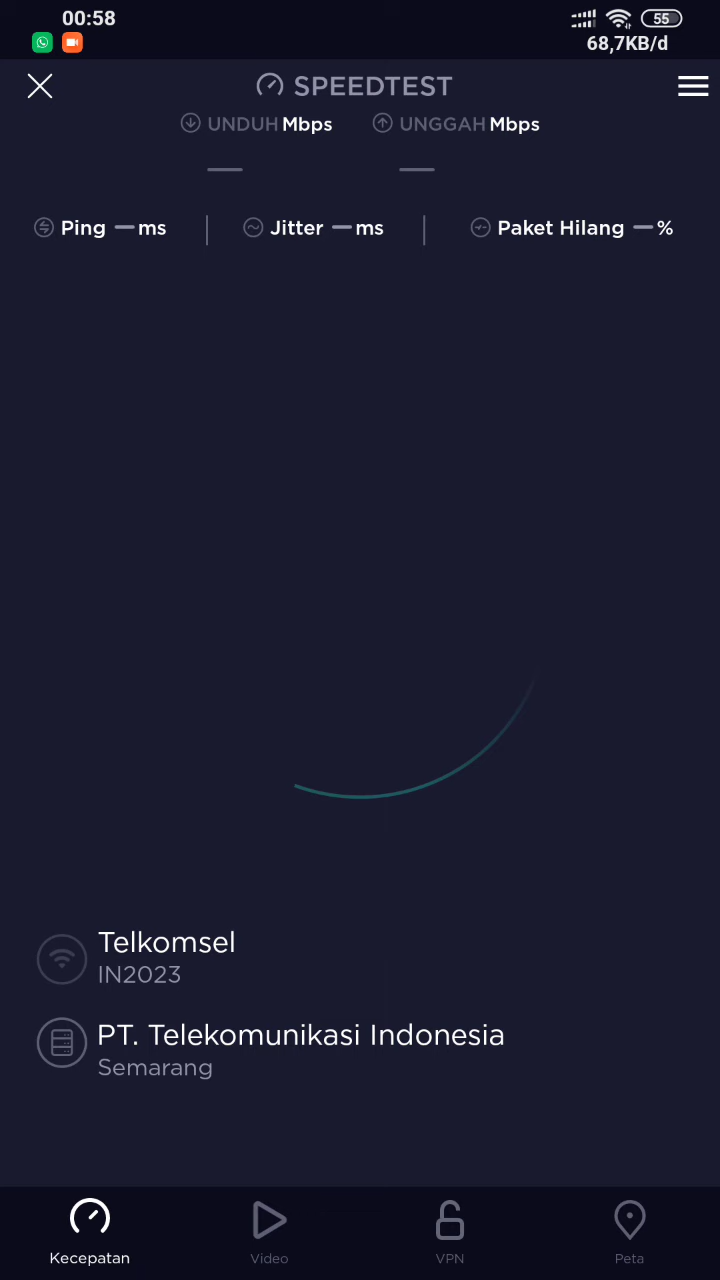 00:58
55
68,7KB/d
SPEEDTEST
UNDUH Mbps UNGGAH Mbps
Ping — ms Jitter — ms Paket Hilang — %
Telkomsel
IN2023
PT. Telekomunikasi Indonesia
Semarang
Kecepatan Video VPN Peta